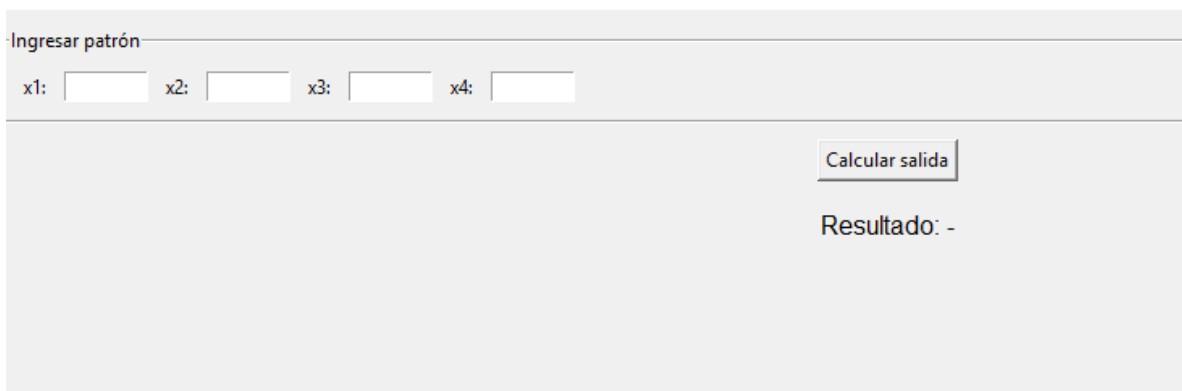 Ingresar patrón
x1: x2: x3: x4:
Calcular salida
Resultado: -